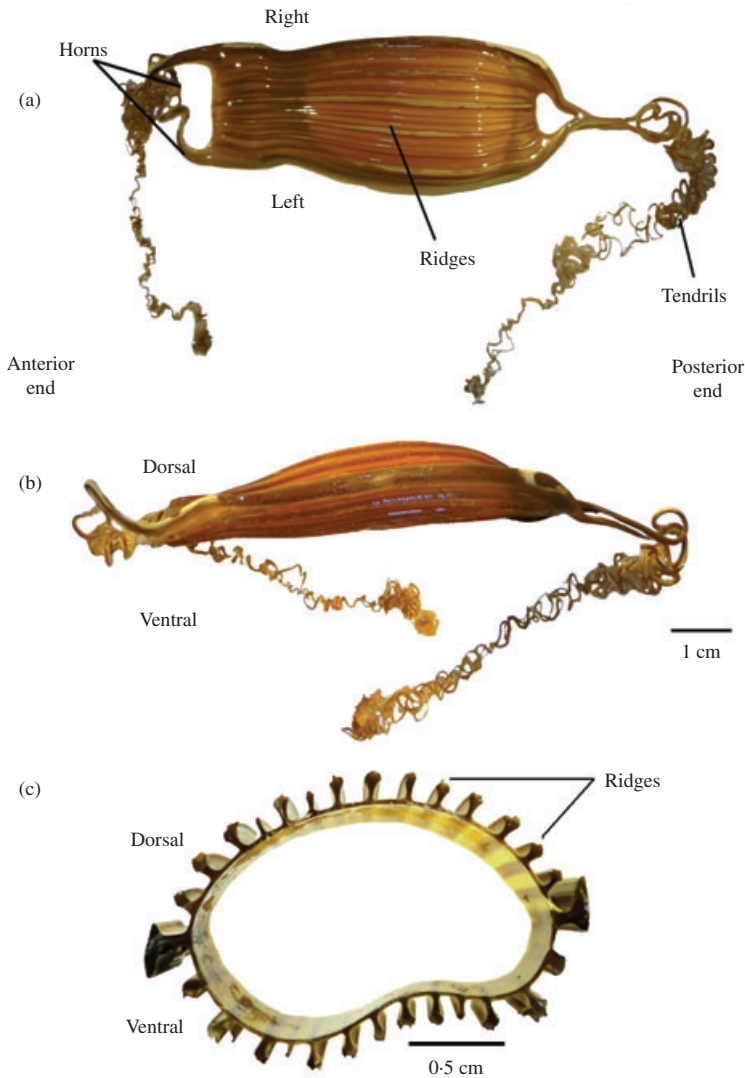 Right
Horns
(a)
Left
Ridges
Tendrils
Anterior
end
Posterior
end
Dorsal
(b)
Ventral
1 cm
(c)
Ridges
Dorsal
Ventral
0·5 cm